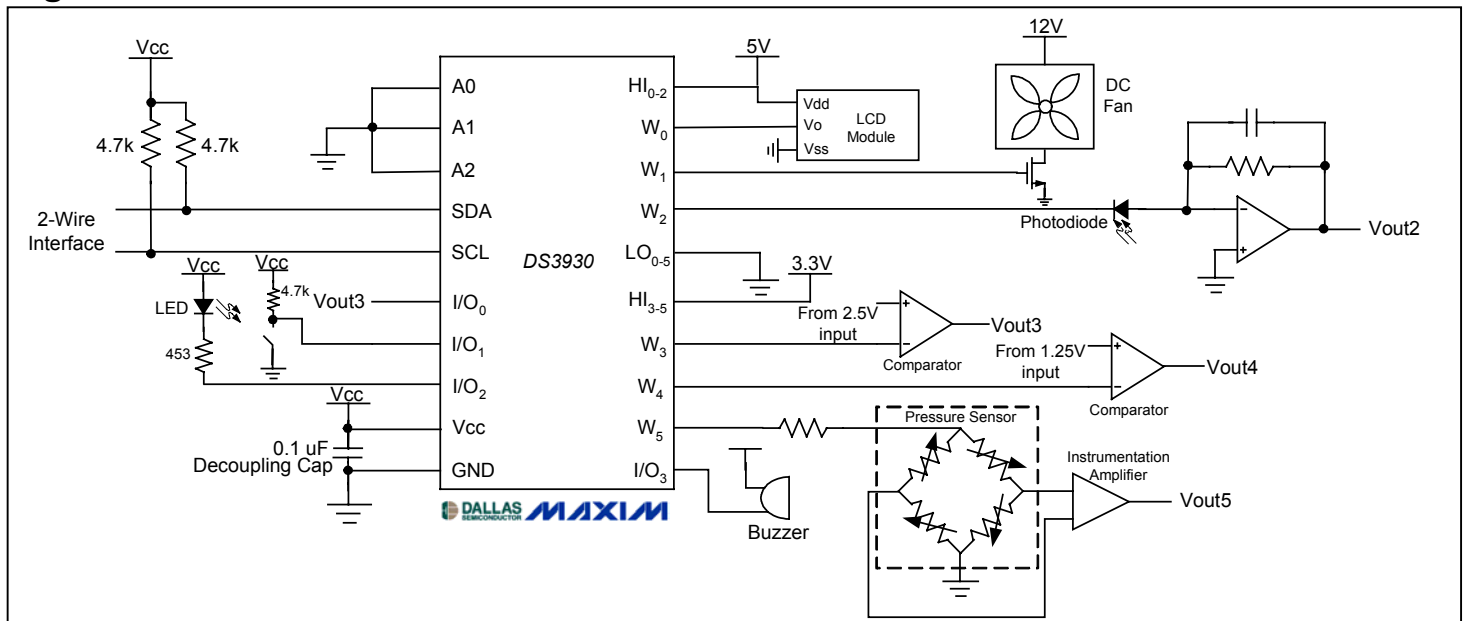 Vcc
4.7k
4.7k
2-Wire
Interface
Vcc
LED
453
Vcc
4.7k
Vout3
Vcc
0.1 uF
Decoupling Cap
A0
A1
A2
SDA
SCL
I/O0
I/O1
I/O2
Vcc
GND
DS3930
HI0-2
W0
W1
W2
LO0-5
HI3-5
W3
W4
W5
I/O3
DALLAS
SEMICONDUCTOR
MAXIM
5V
Vdd
Vo
Vss
LCD
Module
12V
DC
Fan
Photodiode
−
+
Vout2
3.3V
From 2.5V
input
+
−
Comparator
Vout3
From 1.25V
input
+
−
Comparator
Vout4
Pressure Sensor
Instrumentation
Amplifier
Vout5
Buzzer